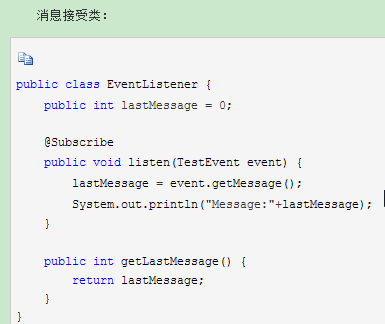 消息接受类：
public class EventListener {
    public int lastMessage = 0;
    @Subscribe
    public void listen(TestEvent event) {
        lastMessage = event.getMessage();
        System.out.println("Message:"+lastMessage);
    }
    public int getLastMessage() {
        return lastMessage;
    }
}